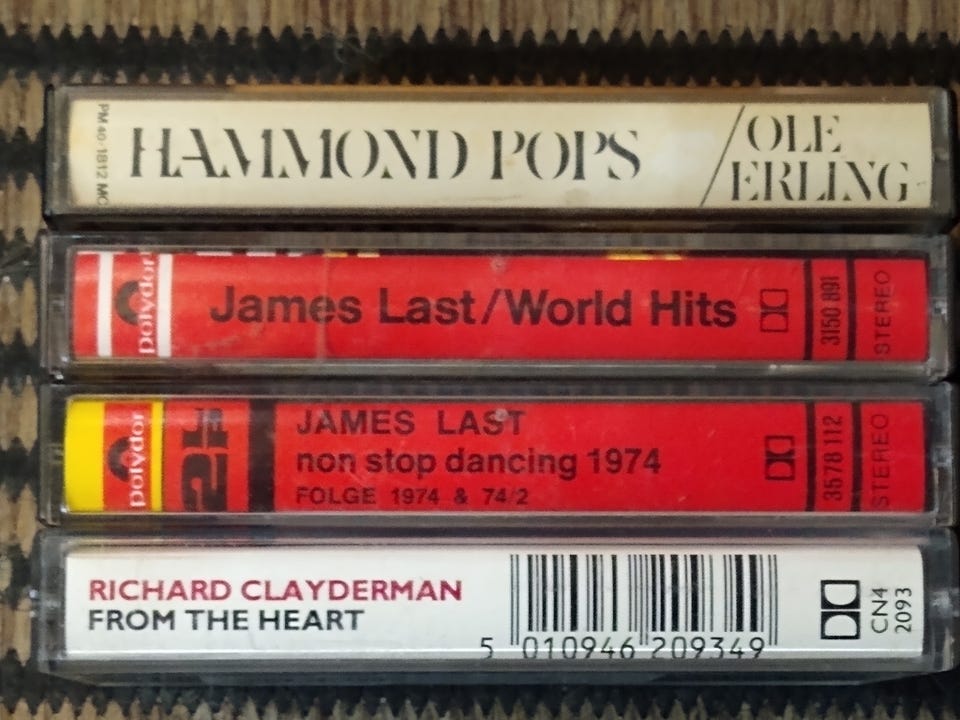 PM 40-1812 MC
HAMMOND POPS
/OLE
ERLING
polydor
James Last/World Hits
3150 891
STEREO
polydor
2h
JAMES LAST
non stop dancing 1974
FOLGE 1974 & 74/2
3578 112
STEREO
RICHARD CLAYDERMAN
FROM THE HEART
5 010946 209349
CN4
2093